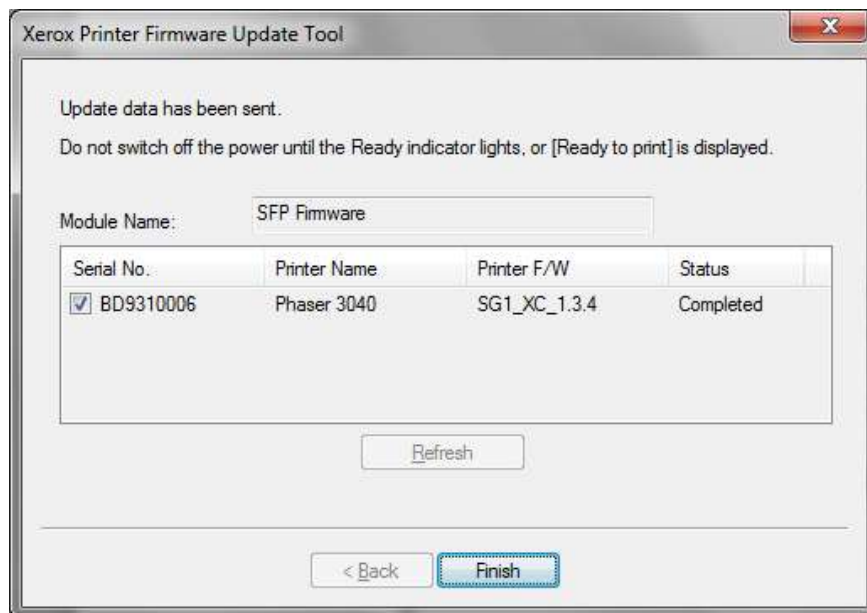 Xerox Printer Firmware Update Tool
Update data has been sent.
Do not switch off the power until the Ready indicator lights, or [Ready to print] is displayed.
Module Name: SFP Firmware
Serial No. Printer Name Printer F/W Status
BD9310006 Phaser 3040 SG1_XC_1.3.4 Completed
Refresh
< Back Finish